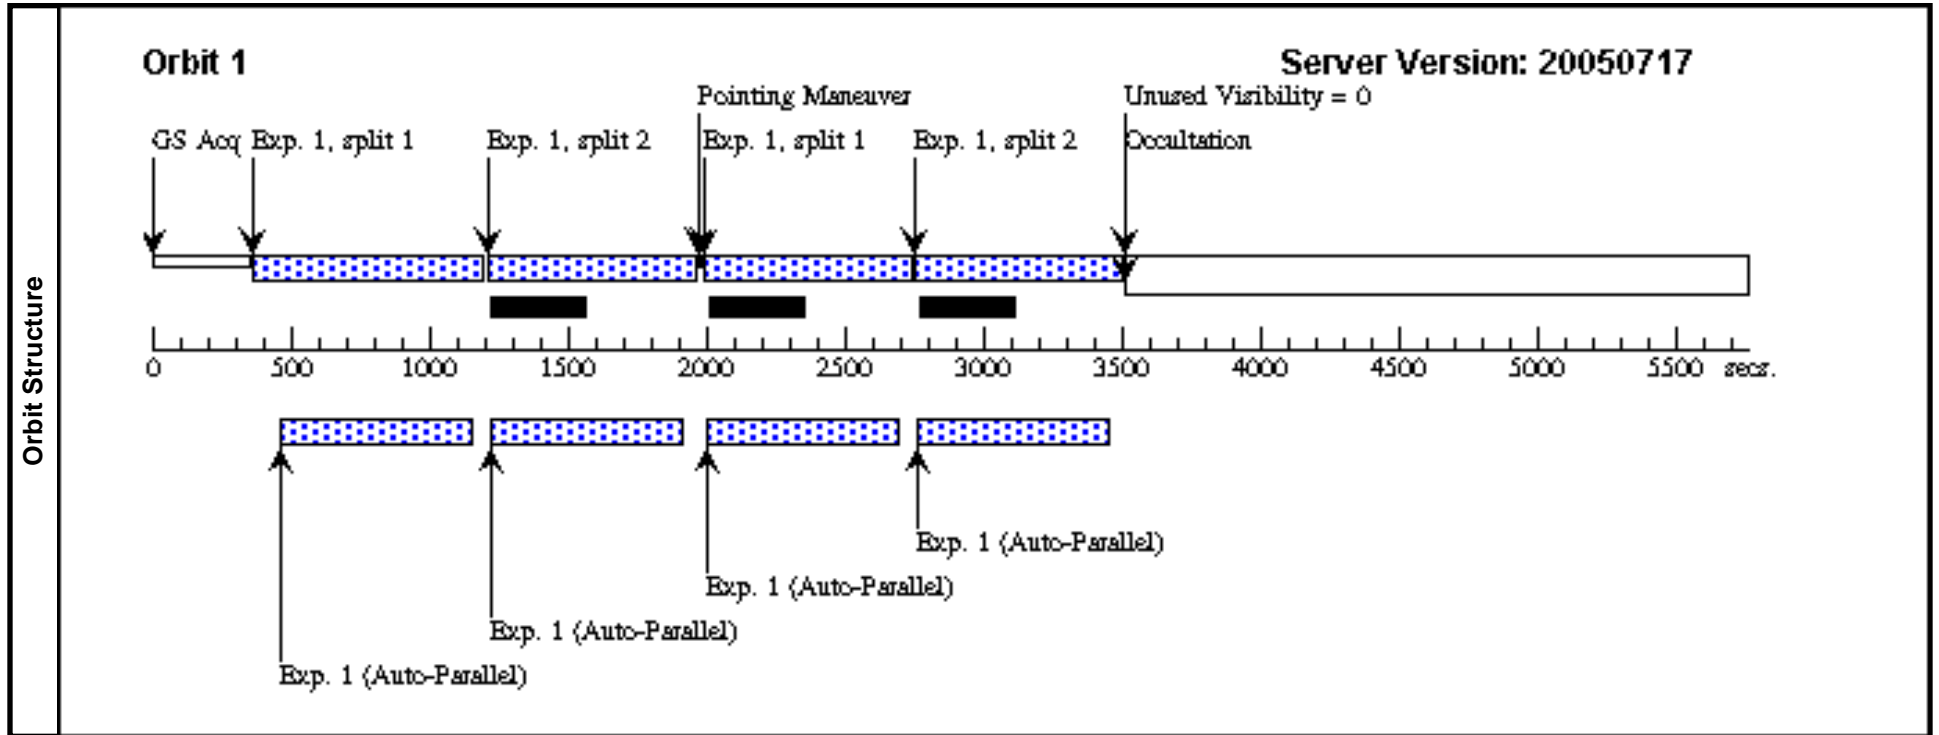 Orbit Structure
Orbit 1
Server Version: 20050717
Pointing Maneuver
Unused Visibility = 0
GS Acq
Exp. 1, split 1
Exp. 1, split 2
Exp. 1, split 1
Exp. 1, split 2
Occultation
0
500
1000
1500
2000
2500
3000
3500
4000
4500
5000
5500
secs.
Exp. 1 (Auto-Parallel)
Exp. 1 (Auto-Parallel)
Exp. 1 (Auto-Parallel)
Exp. 1 (Auto-Parallel)